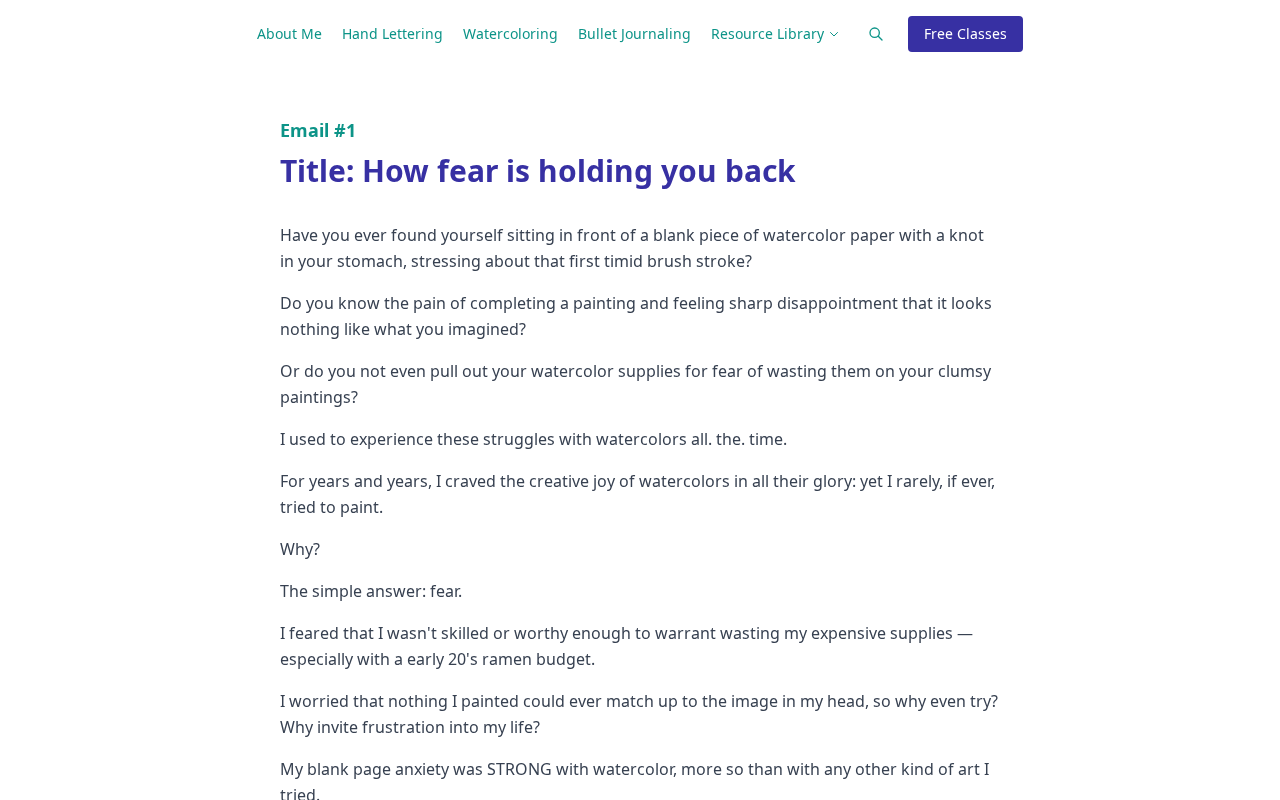 About Me Hand Lettering Watercoloring Bullet Journaling Resource Library Free Classes
Email #1
Title: How fear is holding you back
Have you ever found yourself sitting in front of a blank piece of watercolor paper with a knot
in your stomach, stressing about that first timid brush stroke?
Do you know the pain of completing a painting and feeling sharp disappointment that it looks
nothing like what you imagined?
Or do you not even pull out your watercolor supplies for fear of wasting them on your clumsy
paintings?
I used to experience these struggles with watercolors all. the. time.
For years and years, I craved the creative joy of watercolors in all their glory: yet I rarely, if ever,
tried to paint.
Why?
The simple answer: fear.
I feared that I wasn't skilled or worthy enough to warrant wasting my expensive supplies —
especially with a early 20's ramen budget.
I worried that nothing I painted could ever match up to the image in my head, so why even try?
Why invite frustration into my life?
My blank page anxiety was STRONG with watercolor, more so than with any other kind of art I
tried.